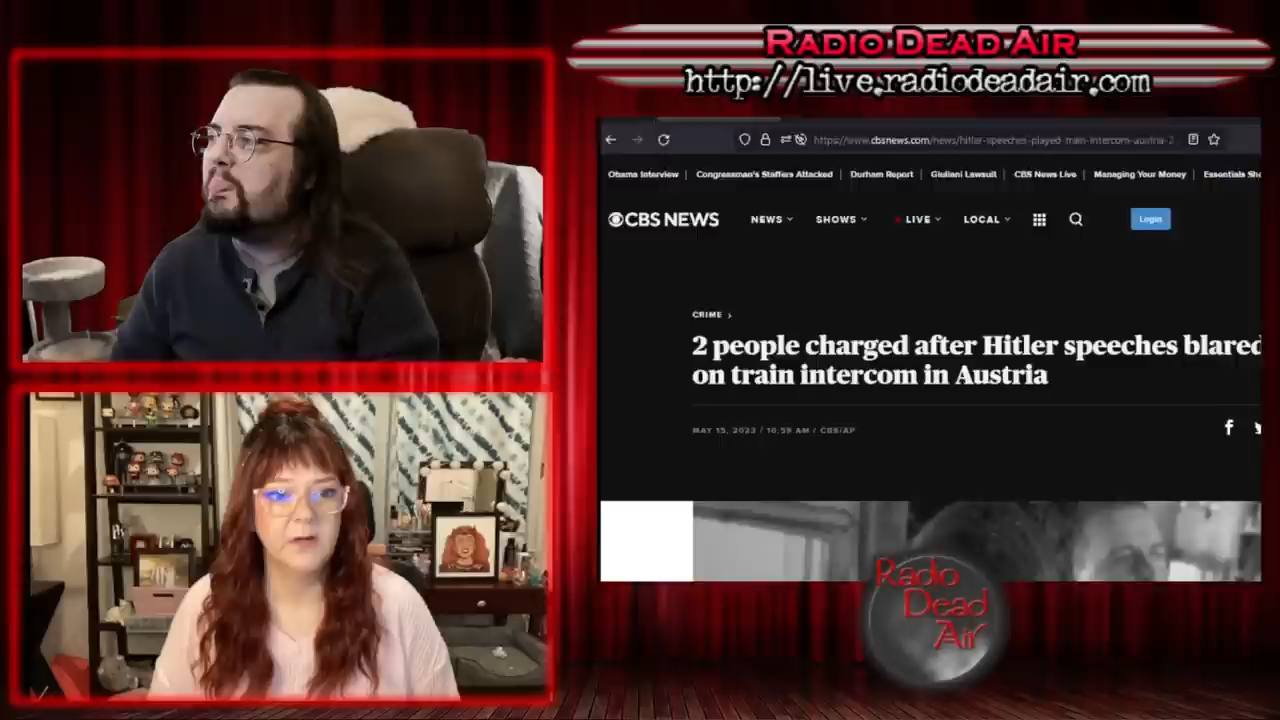 Radio Dead Air
http://live.radiodeadair.com
https://www.cbsnews.com/news/hitler-speeches-played-train-intercom-austria-2
Obama Interview
Congressman's Staffers Attacked
Durham Report
Giuliani Lawsuit
CBS News Live
Managing Your Money
Essentials Sho
CBS NEWS
NEWS
SHOWS
LIVE
LOCAL
Login
CRIME
2 people charged after Hitler speeches blared
on train intercom in Austria
MAY 15, 2023 / 10:59 AM / CBS/AP
Radio
Dead
Air